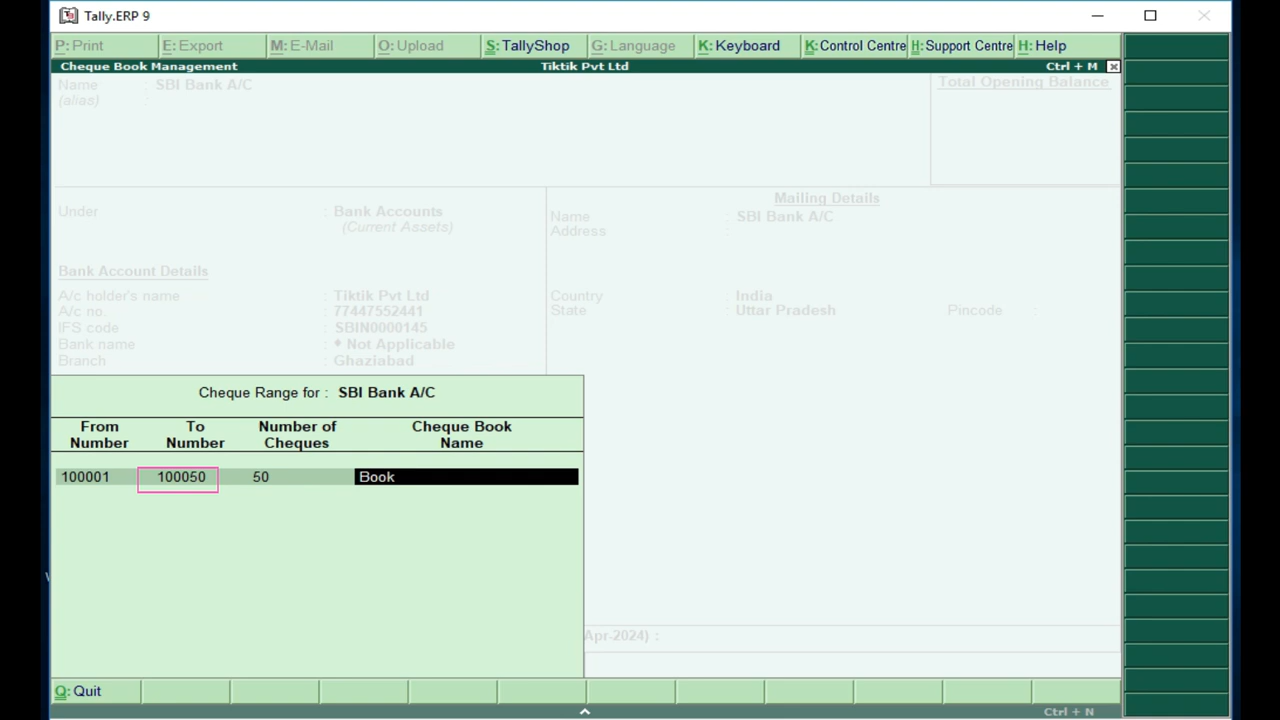 Tally.ERP 9
P: Print E: Export M: E-Mail O: Upload S: TallyShop G: Language K: Keyboard K: Control Centre H: Support Centre H: Help
Cheque Book Management Tiktik Pvt Ltd Ctrl + M
Name : SBI Bank A/C Total Opening Balance
(alias) :
Under : Bank Accounts
(Current Assets)
Mailing Details
Name : SBI Bank A/C
Address :
Bank Account Details
A/c holder's name : Tiktik Pvt Ltd Country : India
A/c no. : 77447552441 State : Uttar Pradesh Pincode :
IFS code : SBIN0000145
Bank name : ♦ Not Applicable
Branch : Ghaziabad
Cheque Range for : SBI Bank A/C
From To Number of Cheque Book
Number Number Cheques Name
100001 100050 50 Book
Apr-2024) :
Q: Quit
Ctrl + N